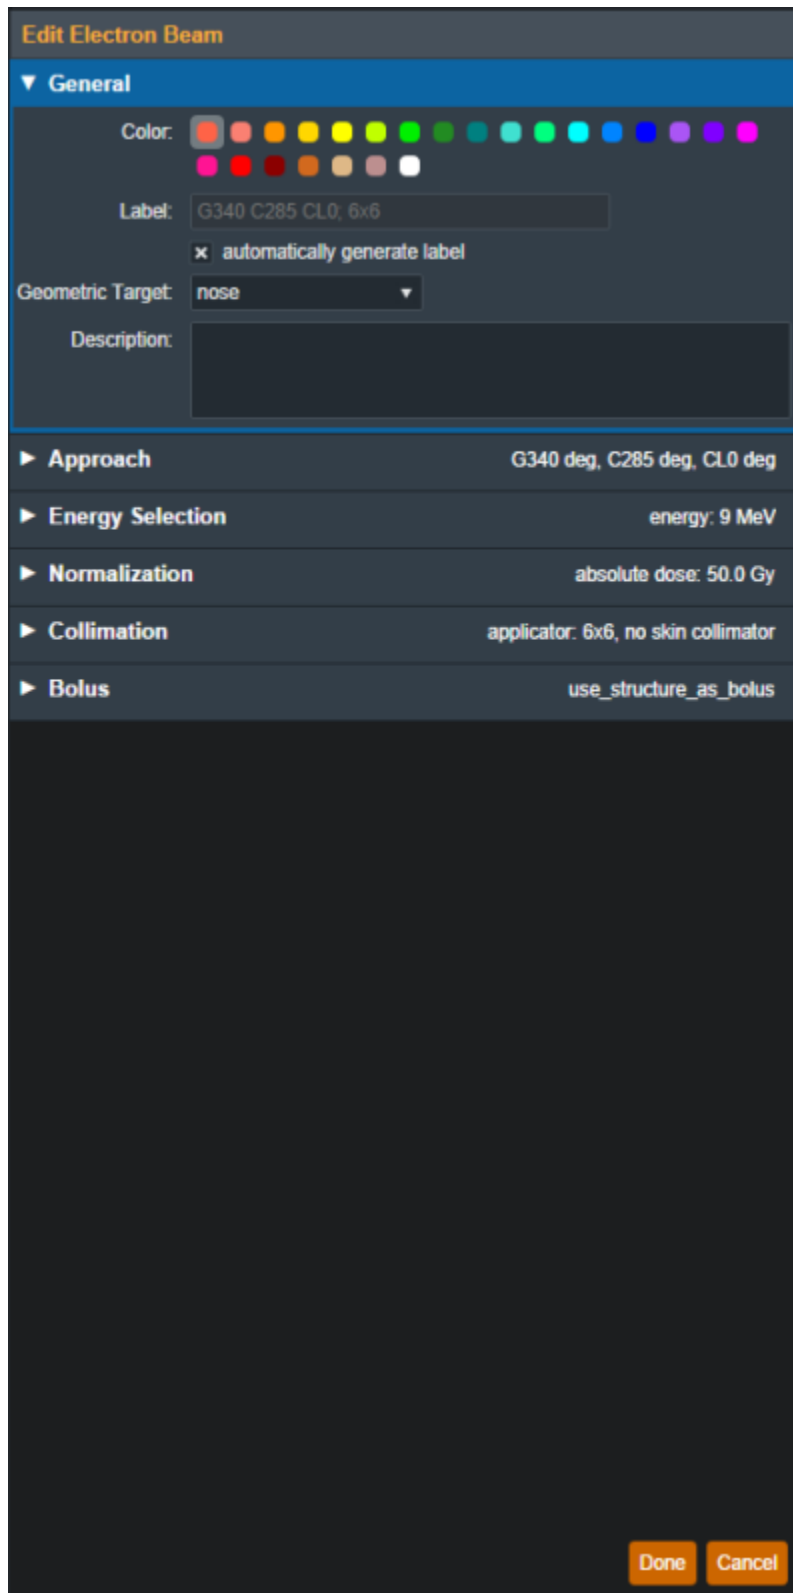 Edit Electron Beam
General
Color:
Label: G340 C285 CL0; 6x6
automatically generate label
Geometric Target: nose
Description:
Approach G340 deg, C285 deg, CL0 deg
Energy Selection energy: 9 MeV
Normalization absolute dose: 50.0 Gy
Collimation applicator: 6x6, no skin collimator
Bolus use_structure_as_bolus
Done Cancel